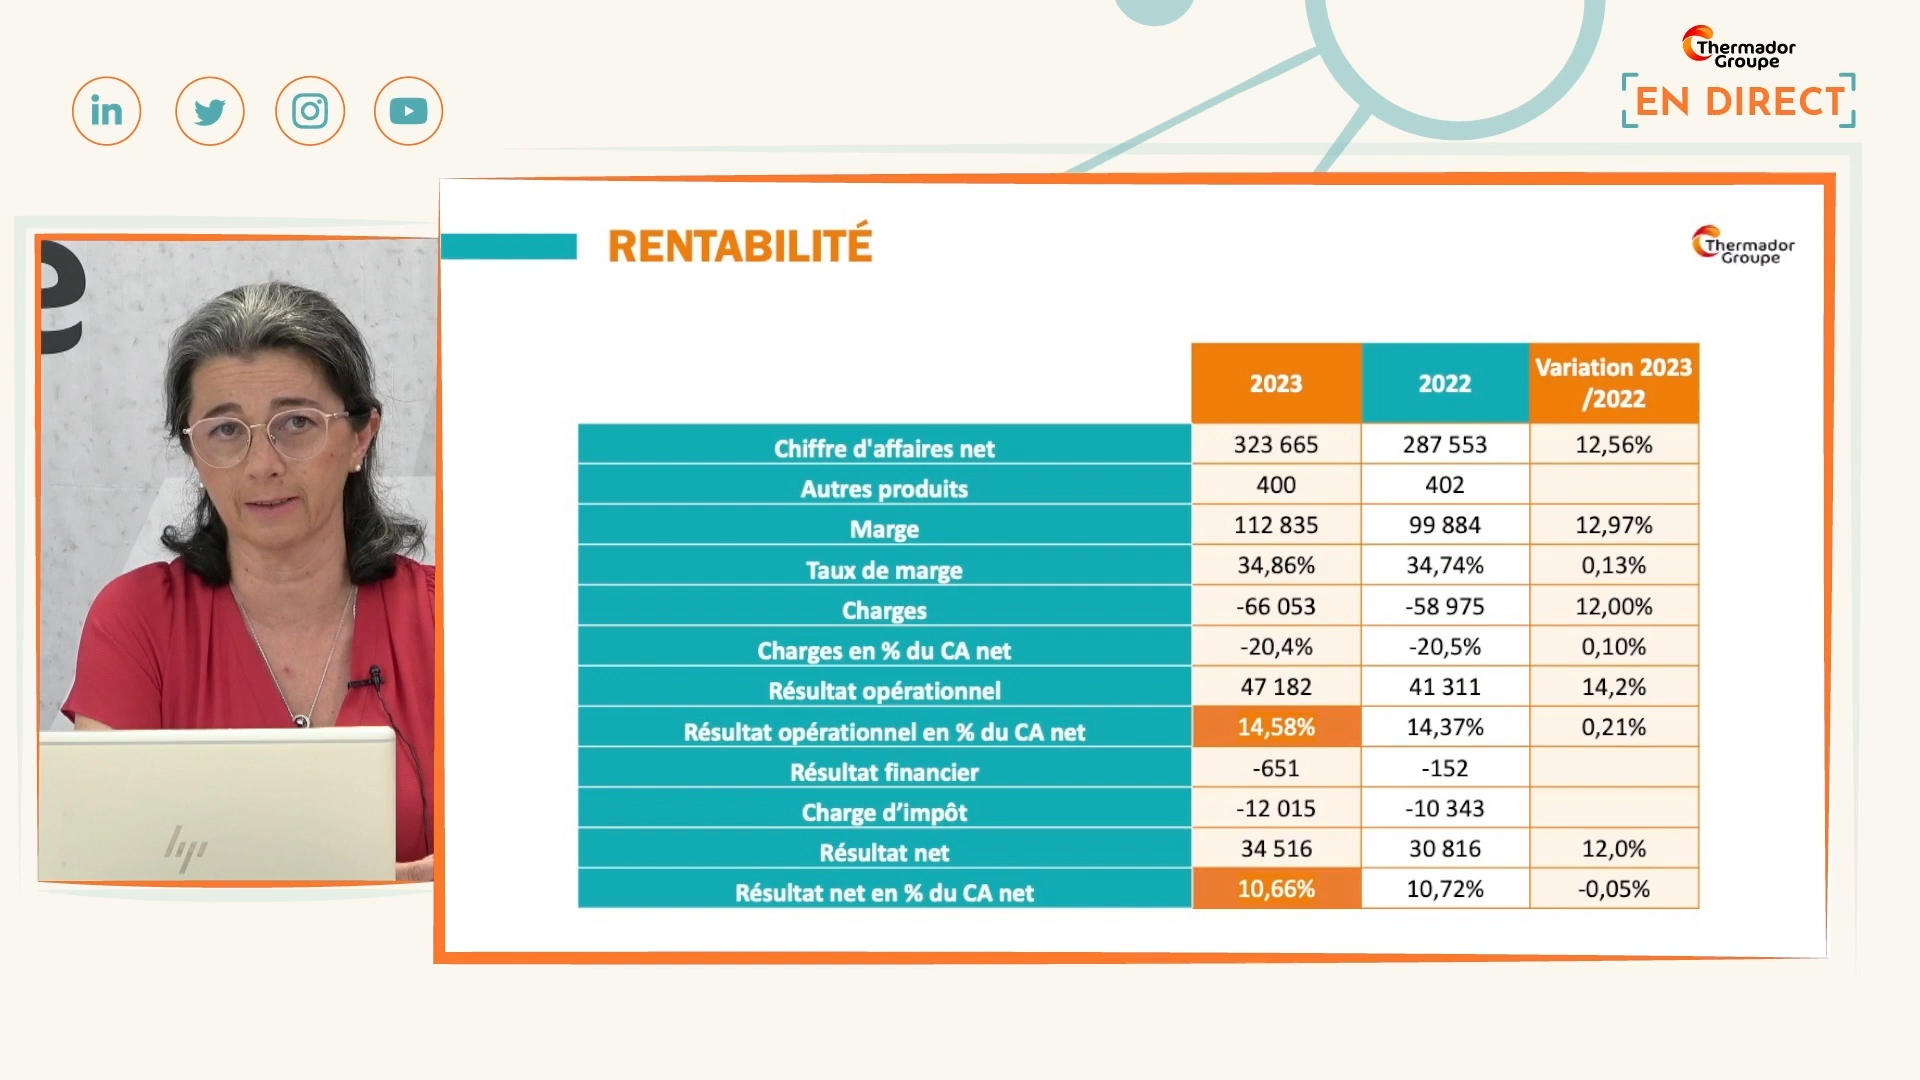 in
Thermador
Groupe
EN DIRECT
e
RENTABILITÉ
Thermador
Groupe
2023 2022 Variation 2023
/2022
Chiffre d'affaires net 323 665 287 553 12,56%
Autres produits 400 402
Marge 112 835 99 884 12,97%
Taux de marge 34,86% 34,74% 0,13%
Charges -66 053 -58 975 12,00%
Charges en % du CA net -20,4% -20,5% 0,10%
Résultat opérationnel 47 182 41 311 14,2%
Résultat opérationnel en % du CA net 14,58% 14,37% 0,21%
Résultat financier -651 -152
Charge d’impôt -12 015 -10 343
Résultat net 34 516 30 816 12,0%
Résultat net en % du CA net 10,66% 10,72% -0,05%
hp